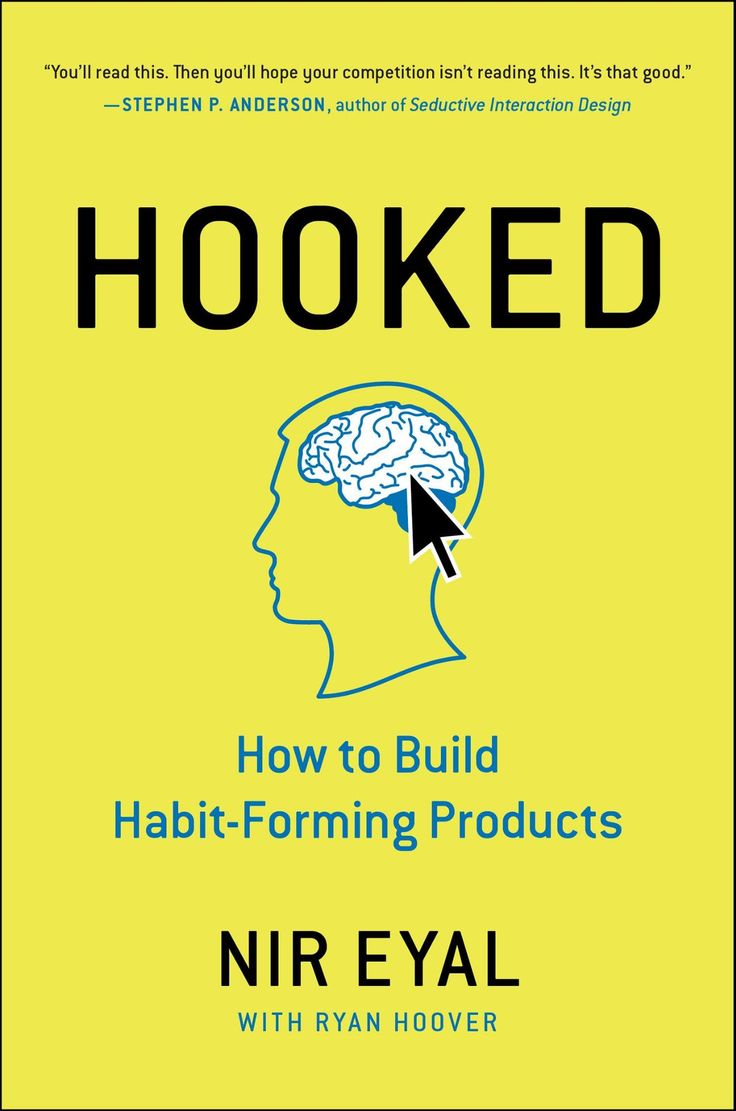 “You’ll read this. Then you’ll hope your competition isn’t reading this. It’s that good.”
—STEPHEN P. ANDERSON, author of Seductive Interaction Design
HOOKED
How to Build
Habit-Forming Products
NIR EYAL
WITH RYAN HOOVER